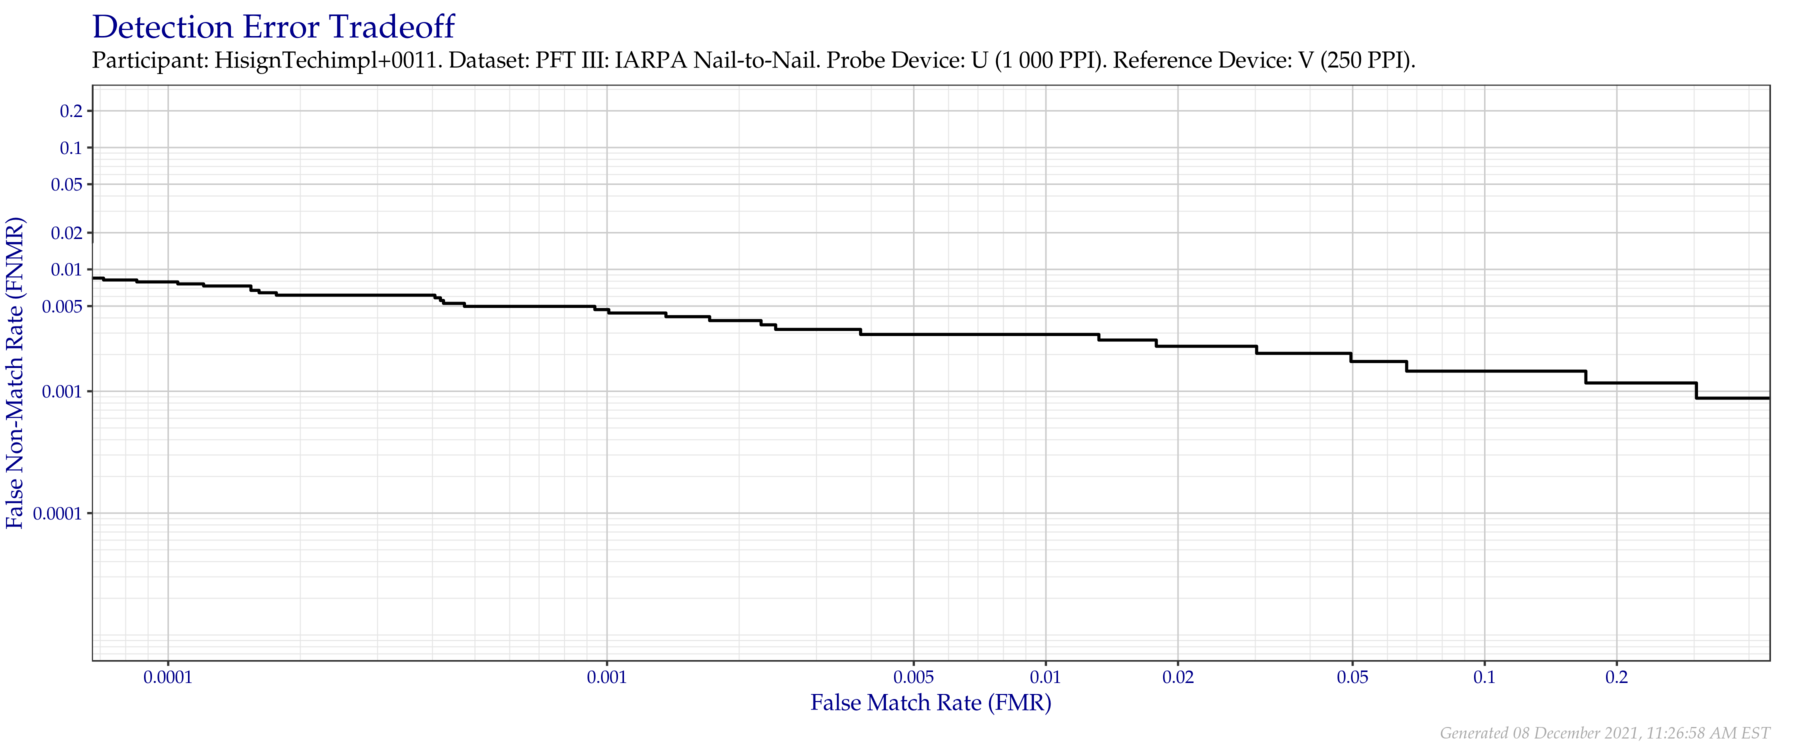 Detection Error Tradeoff
Participant: HisignTechimpl+0011. Dataset: PFT III: IARPA Nail-to-Nail. Probe Device: U (1 000 PPI). Reference Device: V (250 PPI).
False Non-Match Rate (FNMR)
0.2
0.1
0.05
0.02
0.01
0.005
0.001
0.0001
0.0001 0.001 0.005 0.01 0.02 0.05 0.1 0.2
False Match Rate (FMR)
Generated 08 December 2021, 11:26:58 AM EST